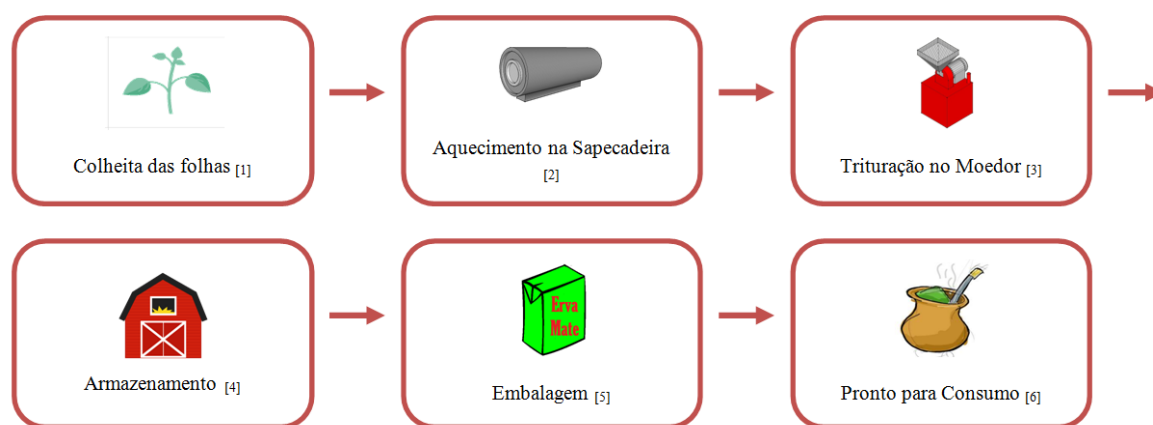 Colheita das folhas [1]
Aquecimento na Sapecadeira
[2]
Trituração no Moedor [3]
Armazenamento [4]
Erva
Mate
Embalagem [5]
Pronto para Consumo [6]